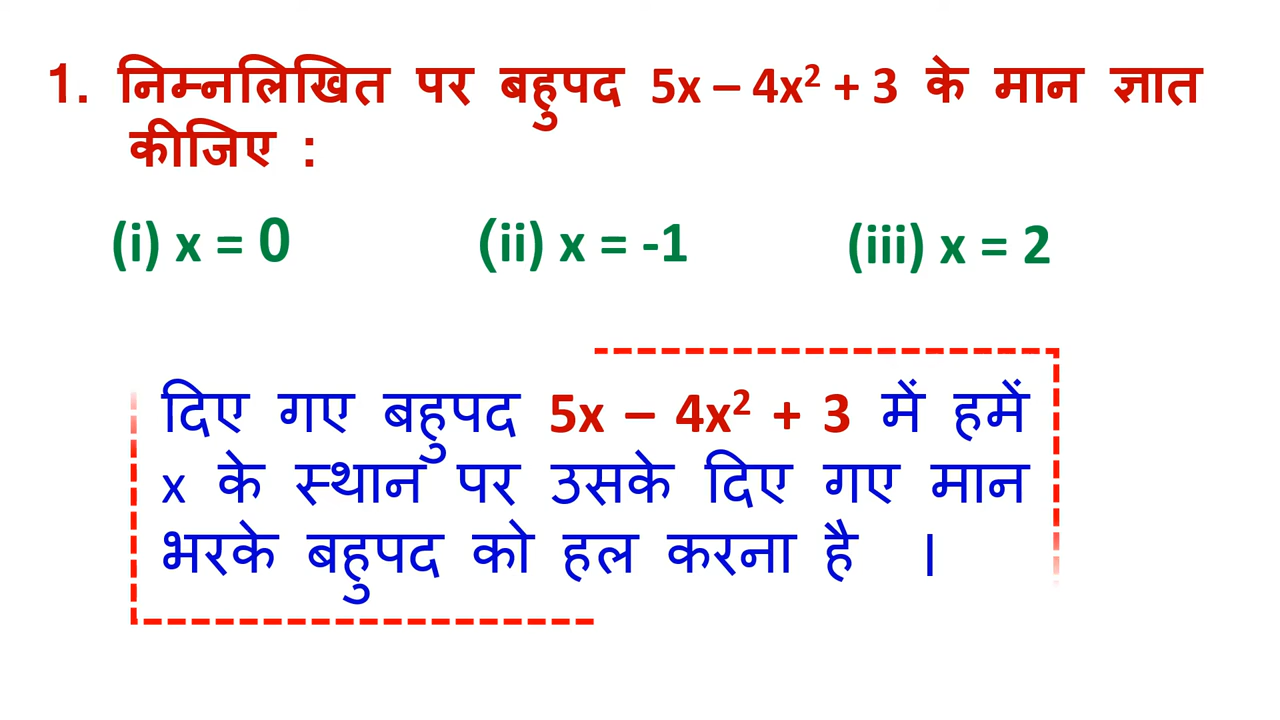 1. निम्नलिखित पर बहुपद 5x – 4x² + 3 के मान ज्ञात
कीजिए :
(i) x = 0 (ii) x = -1 (iii) x = 2
दिए गए बहुपद 5x – 4x² + 3 में हमें
x के स्थान पर उसके दिए गए मान
भरके बहुपद को हल करना है ।